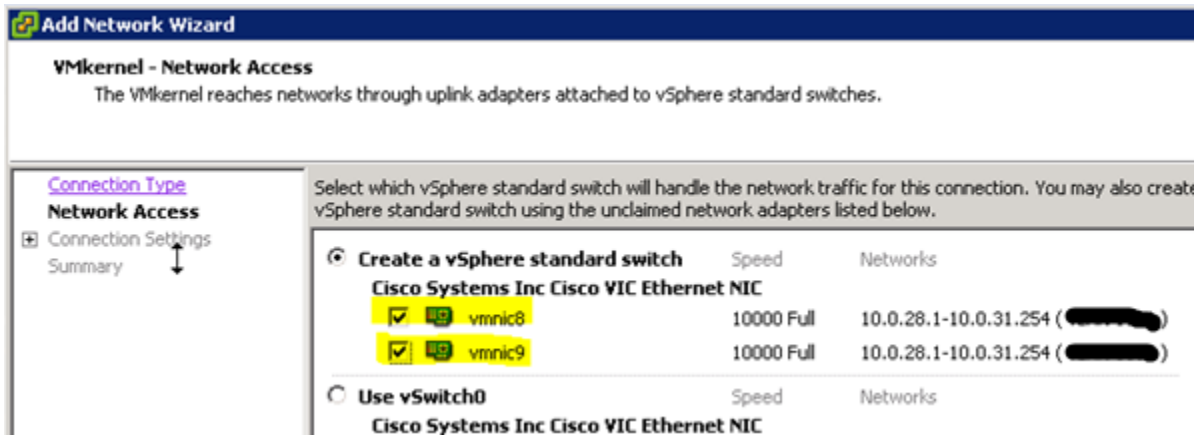 Add Network Wizard
VMkernel - Network Access
The VMkernel reaches networks through uplink adapters attached to vSphere standard switches.
Connection Type
Network Access
Connection Settings
Summary
Select which vSphere standard switch will handle the network traffic for this connection. You may also create
vSphere standard switch using the unclaimed network adapters listed below.
Create a vSphere standard switch Speed Networks
Cisco Systems Inc Cisco VIC Ethernet NIC
vmnic8 10000 Full 10.0.28.1-10.0.31.254 ( )
vmnic9 10000 Full 10.0.28.1-10.0.31.254 ( )
Use vSwitch0 Speed Networks
Cisco Systems Inc Cisco VIC Ethernet NIC